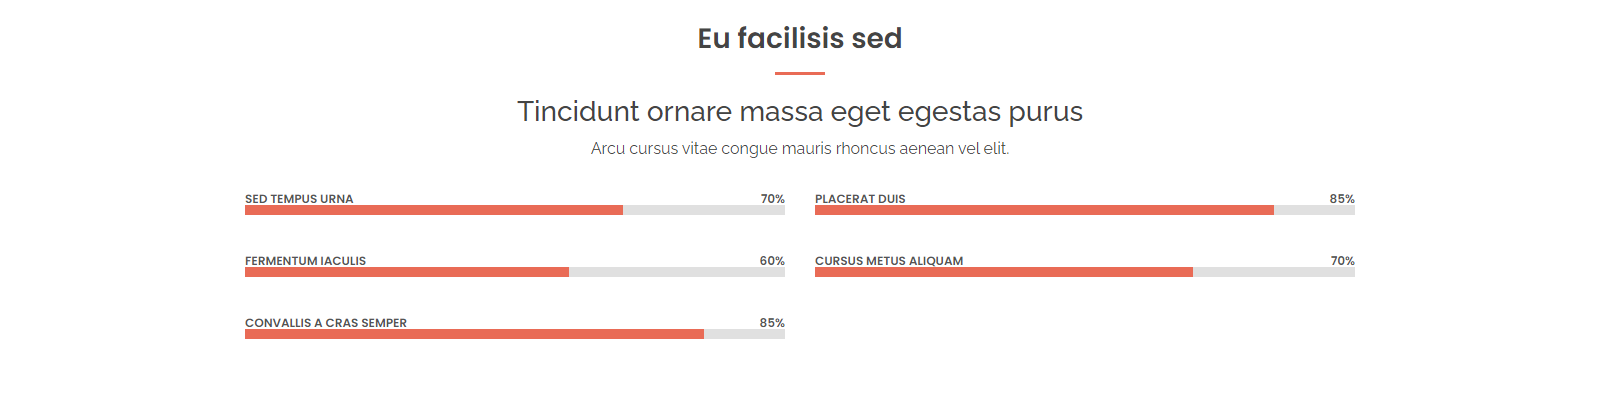 Eu facilisis sed
Tincidunt ornare massa eget egestas purus
Arcu cursus vitae congue mauris rhoncus aenean vel elit.
SED TEMPUS URNA 70%
PLACERAT DUIS 85%
FERMENTUM IACULIS 60%
CURSUS METUS ALIQUAM 70%
CONVALLIS A CRAS SEMPER 85%